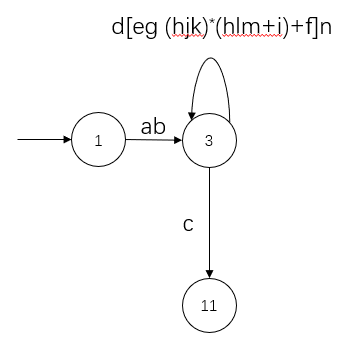 d[eg (hjk)*(hlm+i)+f]n
1
ab
3
c
11